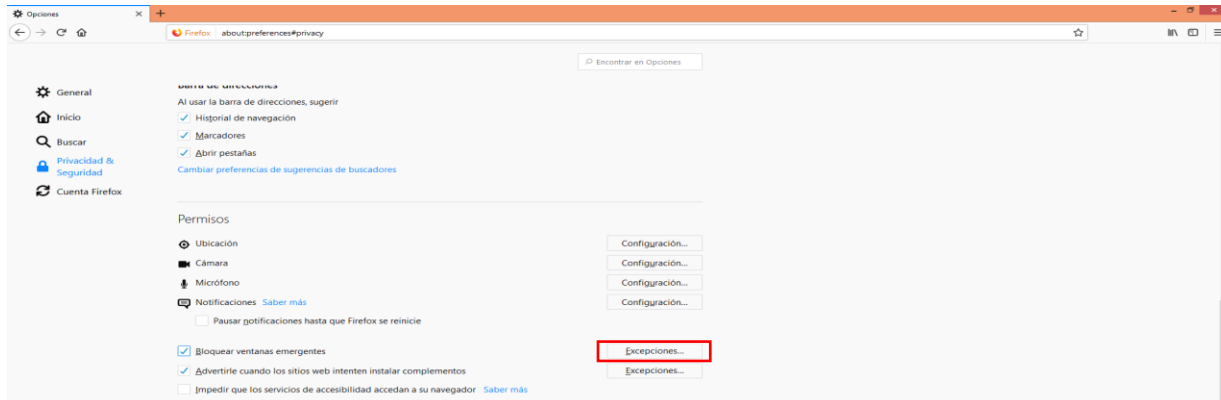 Opciones
Firefox about:preferences#privacy
Encontrar en Opciones
General
Inicio
Buscar
Privacidad &
Seguridad
Cuenta Firefox
Barra de direcciones
Al usar la barra de direcciones, sugerir
Historial de navegación
Marcadores
Abrir pestañas
Cambiar preferencias de sugerencias de buscadores
Permisos
Ubicación Configuración...
Cámara Configuración...
Micrófono Configuración...
Notificaciones Saber más Configuración...
Pausar notificaciones hasta que Firefox se reinicie
Bloquear ventanas emergentes Excepciones...
Advertirle cuando los sitios web intenten instalar complementos Excepciones...
Impedir que los servicios de accesibilidad accedan a su navegador Saber más